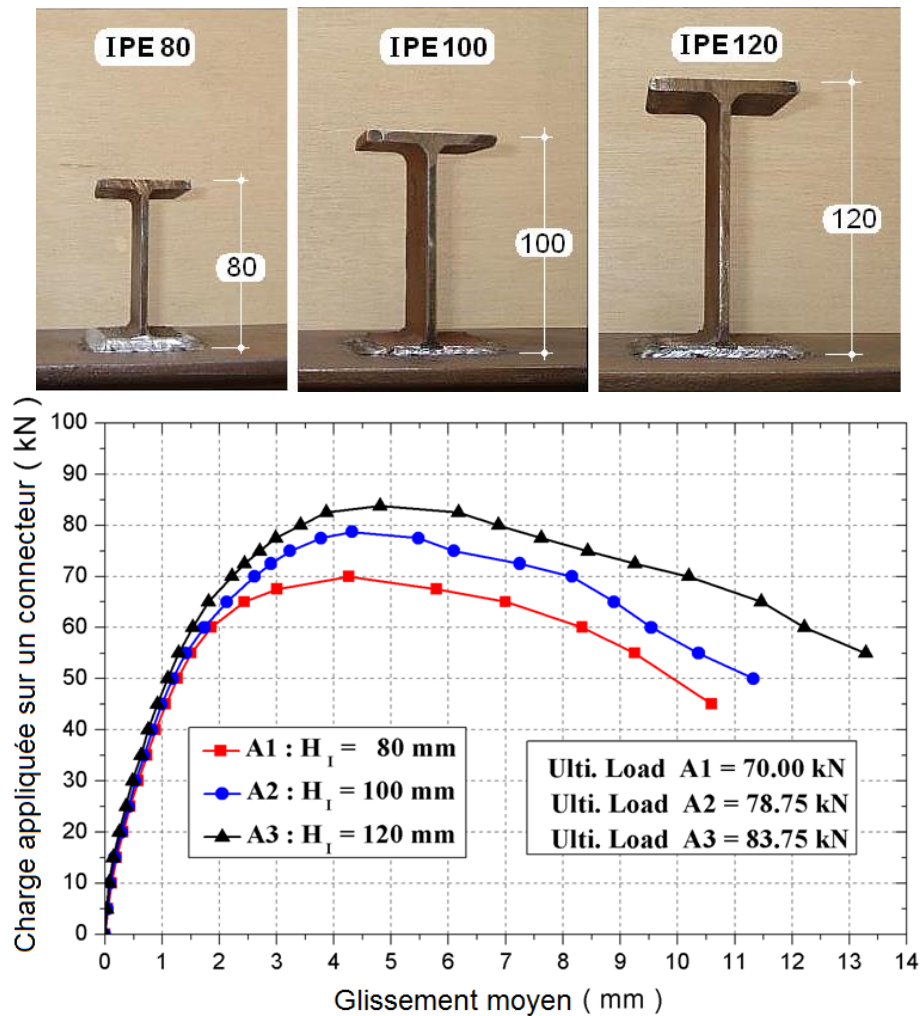 IPE 80
IPE 100
IPE 120
80
100
120
Charge appliquée sur un connecteur ( kN )
100
90
80
70
60
50
40
30
20
10
0
A1 : H I = 80 mm
A2 : H I = 100 mm
A3 : H I = 120 mm
Ulti. Load A1 = 70.00 kN
Ulti. Load A2 = 78.75 kN
Ulti. Load A3 = 83.75 kN
0 1 2 3 4 5 6 7 8 9 10 11 12 13 14
Glissement moyen ( mm )